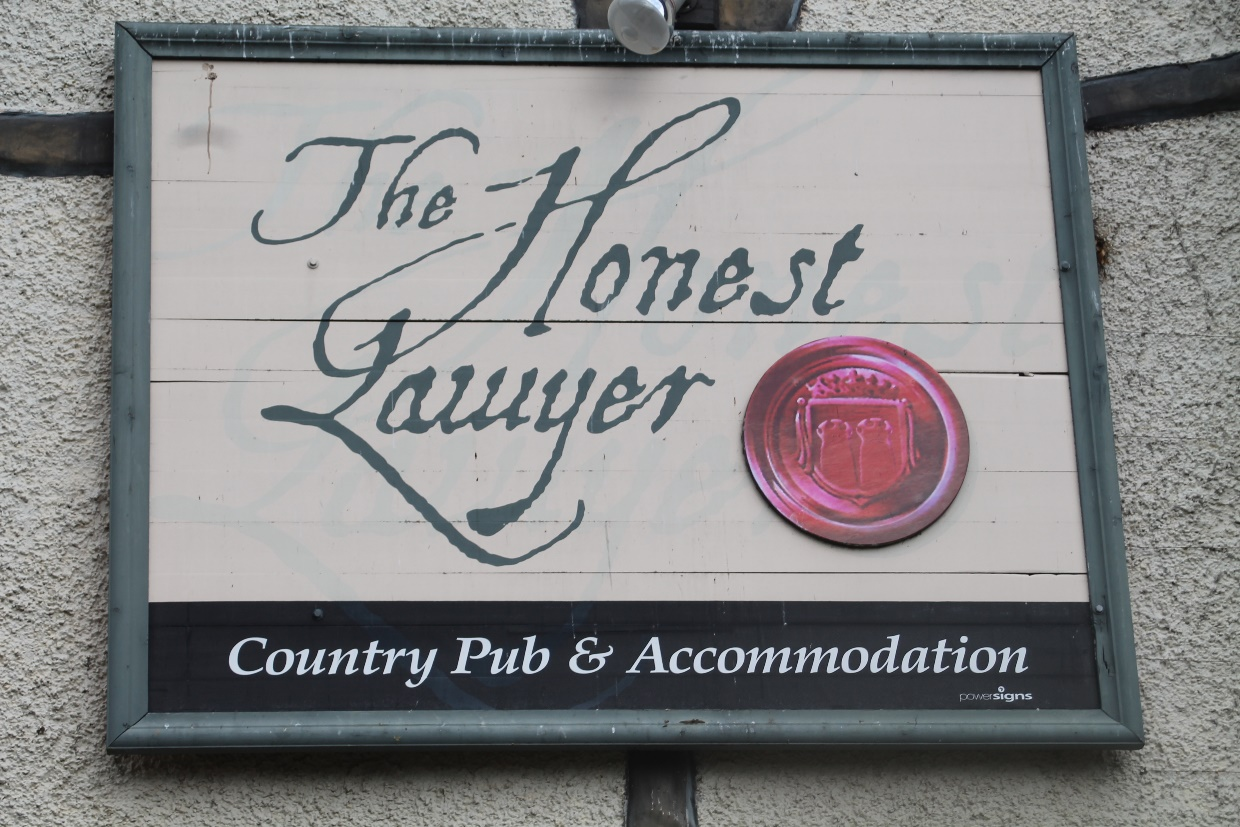 The Honest
Lawyer
Country Pub & Accommodation
powersigns